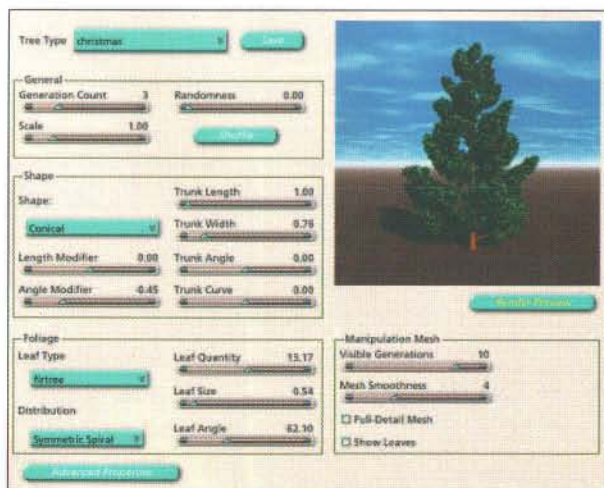 Tree Type christmas Save
General
Generation Count 3 Randomness 0.00
Scale 1.00 Shuffle
Shape
Shape: Trunk Length 1.00
Conical Trunk Width 0.76
Length Modifier 0.00 Trunk Angle 0.00
Angle Modifier -0.45 Trunk Curve 0.00
Render Preview
Foliage
Leaf Type Leaf Quantity 15.17
firtree Leaf Size 0.54
Distribution
Symmetric Spiral Leaf Angle 62.10
Manipulation Mesh
Visible Generations 10
Mesh Smoothness 4
Full-Detail Mesh
Show Leaves
Advanced Properties